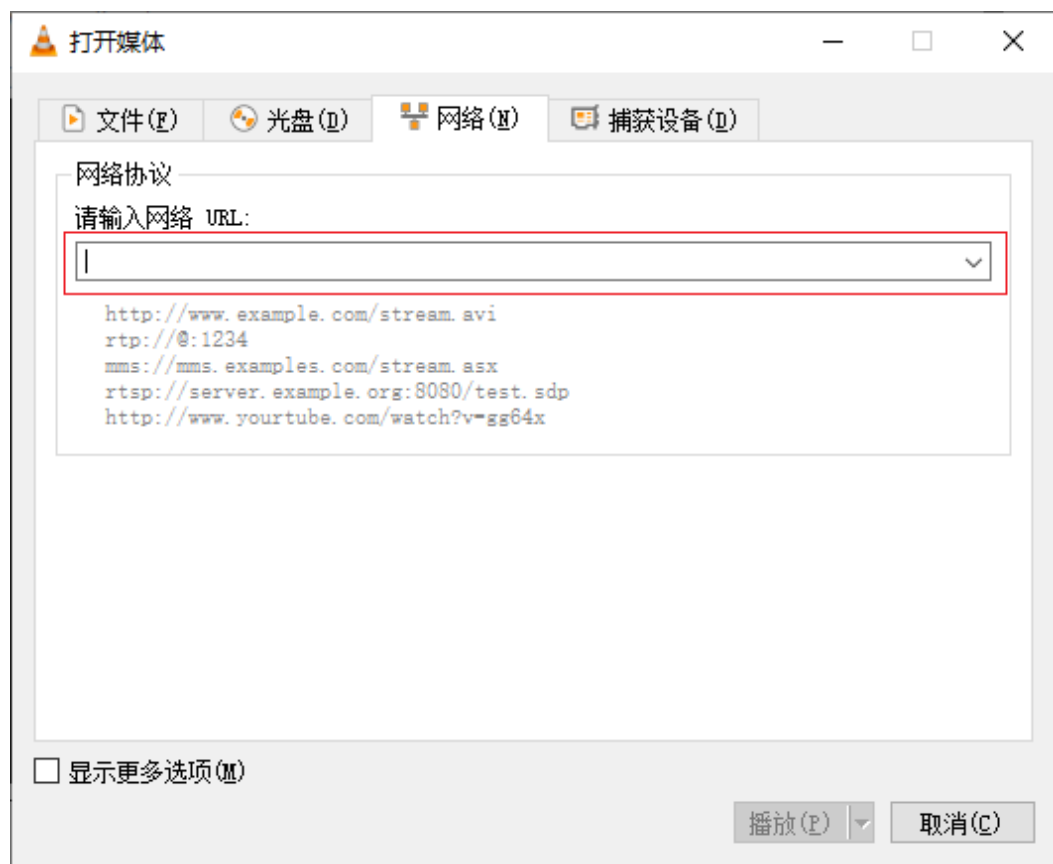 打开媒体
文件(F) 光盘(D) 网络(N) 捕获设备(D)
网络协议
请输入网络 URL:
http://www.example.com/stream.avi
rtp://@:1234
mms://mms.examples.com/stream.asx
rtsp://server.example.org:8080/test.sdp
http://www.yourtube.com/watch?v=gg64x
显示更多选项(M)
播放(P) 取消(C)